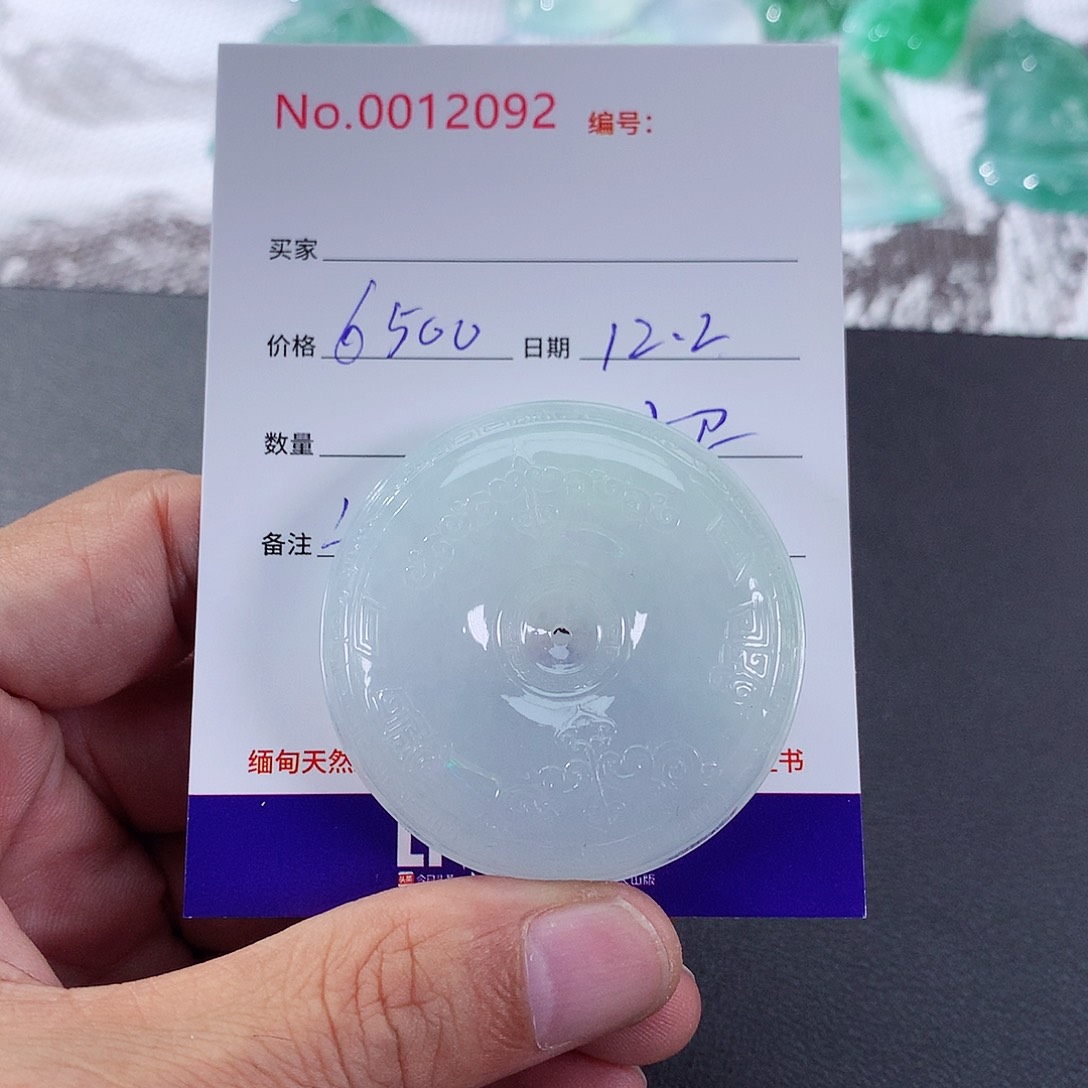 No.0012092 编号:
买家
价格 6500 日期 12.2
数量
备注
缅甸天然 书